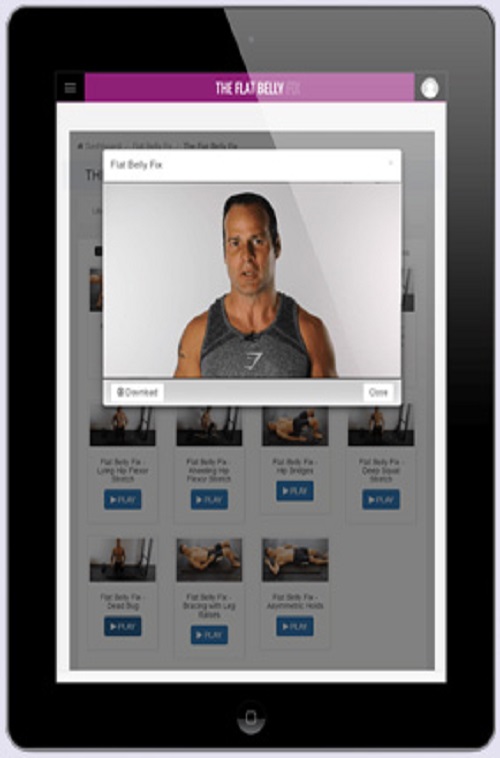 THE FLAT BELLY FIX
Dashboard / Flat Belly Fix / The Flat Belly Fix
Flat Belly Fix ×
TH
Download Close
Flat Belly Fix -
Lying Hip Flexor
Stretch
PLAY
Flat Belly Fix -
Kneeling Hip
Flexor Stretch
PLAY
Flat Belly Fix -
Hip Bridges
PLAY
Flat Belly Fix -
Deep Squat
Stretch
PLAY
Flat Belly Fix -
Dead Bug
PLAY
Flat Belly Fix -
Bracing with Leg
Raises
PLAY
Flat Belly Fix -
Asymmetric Holds
PLAY